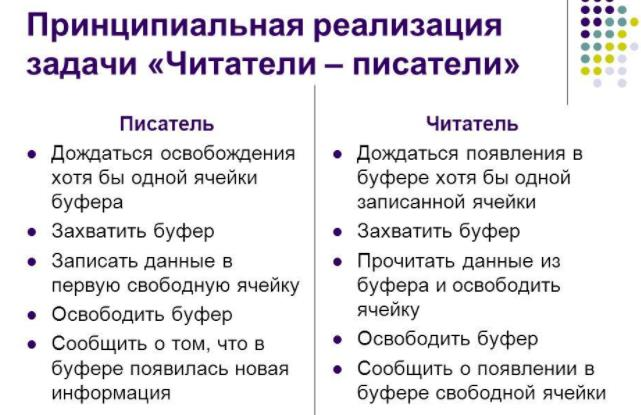 Принципиальная реализация
задачи «Читатели – писатели»
Писатель
● Дождаться освобождения
хотя бы одной ячейки
буфера
● Захватить буфер
● Записать данные в
первую свободную ячейку
● Освободить буфер
● Сообщить о том, что в
буфере появилась новая
информация
Читатель
● Дождаться появления в
буфере хотя бы одной
записанной ячейки
● Захватить буфер
● Прочитать данные из
буфера и освободить
ячейку
● Освободить буфер
● Сообщить о появлении в
буфере свободной ячейки